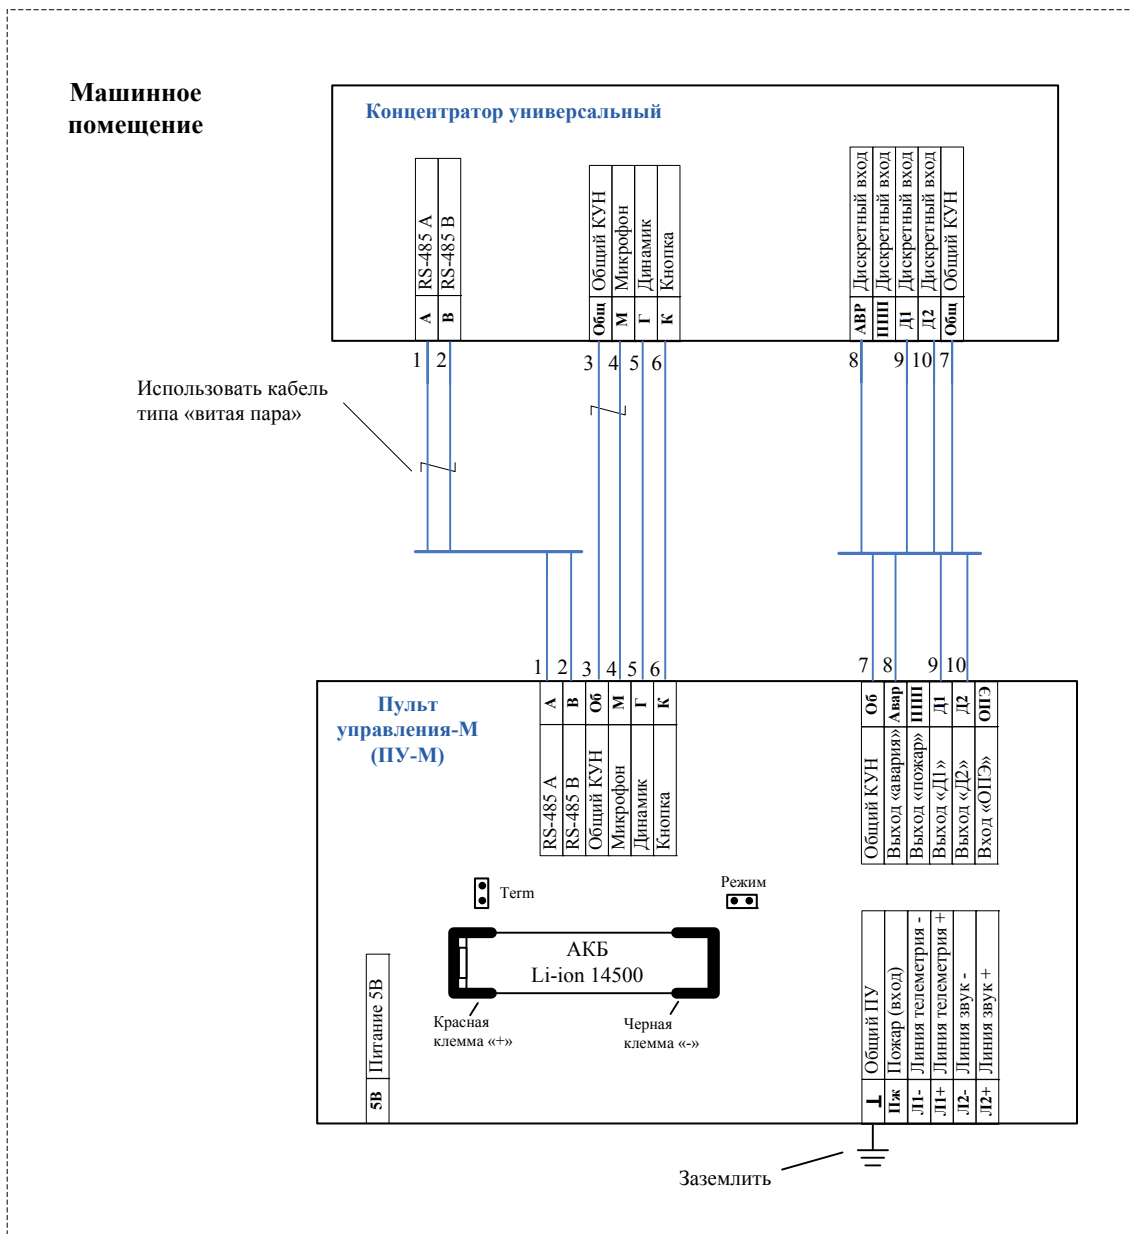 Машинное
помещение
Концентратор универсальный
А RS-485 A
В RS-485 B
Общ Общий КУН
М Микрофон
Г Динамик
К Кнопка
АВР Дискретный вход
ППП Дискретный вход
Д1 Дискретный вход
Д2 Дискретный вход
Общ Общий КУН
1 2 3 4 5 6 8 9 10 7
Использовать кабель
типа «витая пара»
1 2 3 4 5 6 7 8 9 10
Пульт
управления-М
(ПУ-М)
А RS-485 A
В RS-485 B
Об Общий КУН
М Микрофон
Г Динамик
К Кнопка
Об Общий КУН
Авар Выход «авария»
ППП Выход «пожар»
Д1 Выход «Д1»
Д2 Выход «Д2»
ОПЭ Вход «ОПЭ»
Term
Режим
АКБ
Li-ion 14500
Красная
клемма «+»
Черная
клемма «-»
5В Питание 5В
Общий ПУ
Пж Пожар (вход)
Л1- Линия телеметрия -
Л1+ Линия телеметрия +
Л2- Линия звук -
Л2+ Линия звук +
Заземлить